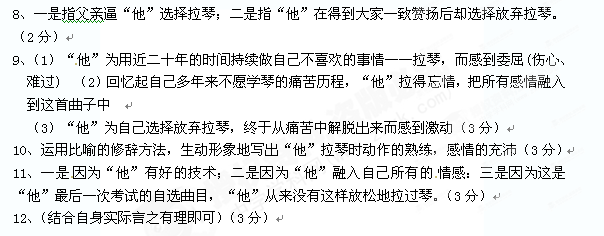 8、一是指父亲逼“他”选择拉琴；二是指“他”在得到大家一致赞扬后却选择放弃拉琴。
（2分）
9、（1）“他”为用近二十年的时间持续做自己不喜欢的事情一一拉琴，而感到委屈(伤心、
难过)  （2）回忆起自己多年来不愿学琴的痛苦历程，“他”拉得忘情，把所有感情融入
到这首曲子中
（3）“他”为自己选择放弃拉琴，终于从痛苦中解脱出来而感到激动（3分）
10、运用比喻的修辞方法，生动形象地写出“他”拉琴时动作的熟练，感情的充沛（3分）
11、一是因为“他”有好的技术；二是因为“他”融入自己所有的情感：三是因为这是
“他”最后一次考试的自选曲目，“他”从来没有这样放松地拉过琴。（3分）
12、（结合自身实际言之有理即可）（3分）